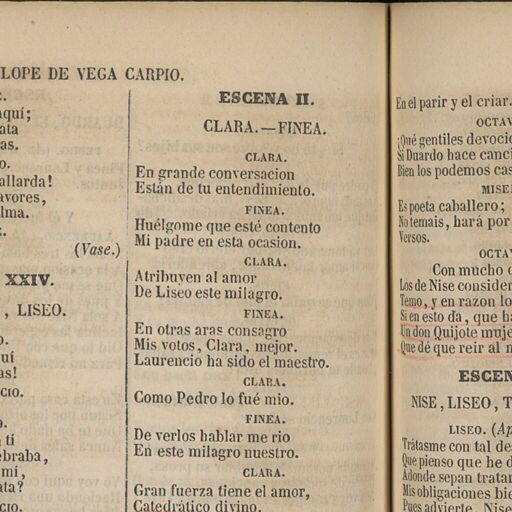 LOPE DE VEGA CARPIO.
aquí;
ata
as.
o.
allarda!
avores,
lma.
(Vase.)
XXIV.
, LISEO.
quí
as!
CIO.
o.
tí
ebraba,
mí,
ata?
CIO.
ESCENA II.
CLARA.—FINEA.
CLARA.
En grande conversacion
Están de tu entendimiento.
FINEA.
Huélgome que esté contento
Mi padre en esta ocasion.
CLARA.
Atribuyen al amor
De Liseo este milagro.
FINEA.
En otras aras consagro
Mis votos, Clara, mejor.
Laurencio ha sido el maestro.
CLARA.
Como Pedro lo fué mio.
FINEA.
De verlos hablar me rio
En este milagro nuestro.
CLARA.
Gran fuerza tiene el amor,
Catedrático divino.
En el parir y el criar.
OCTAV
¡Qué gentiles devocio
Si Duardo hace canci
Bien los podemos cas
MISE
Es poeta caballero;
No temais, hará por
Versos.
OCTA
Con mucho c
Los de Nise consider
Temo, y en razon lo
Si en esto da, que ha
Un don Quijote muje
Que dé que reir al m
ESCEN
NISE, LISEO, T
LISEO. (Ap
Trátasme con tal des
Que pienso que he d
Adonde sepan tratar
Mis obligaciones bien
Pues advierte, Nise